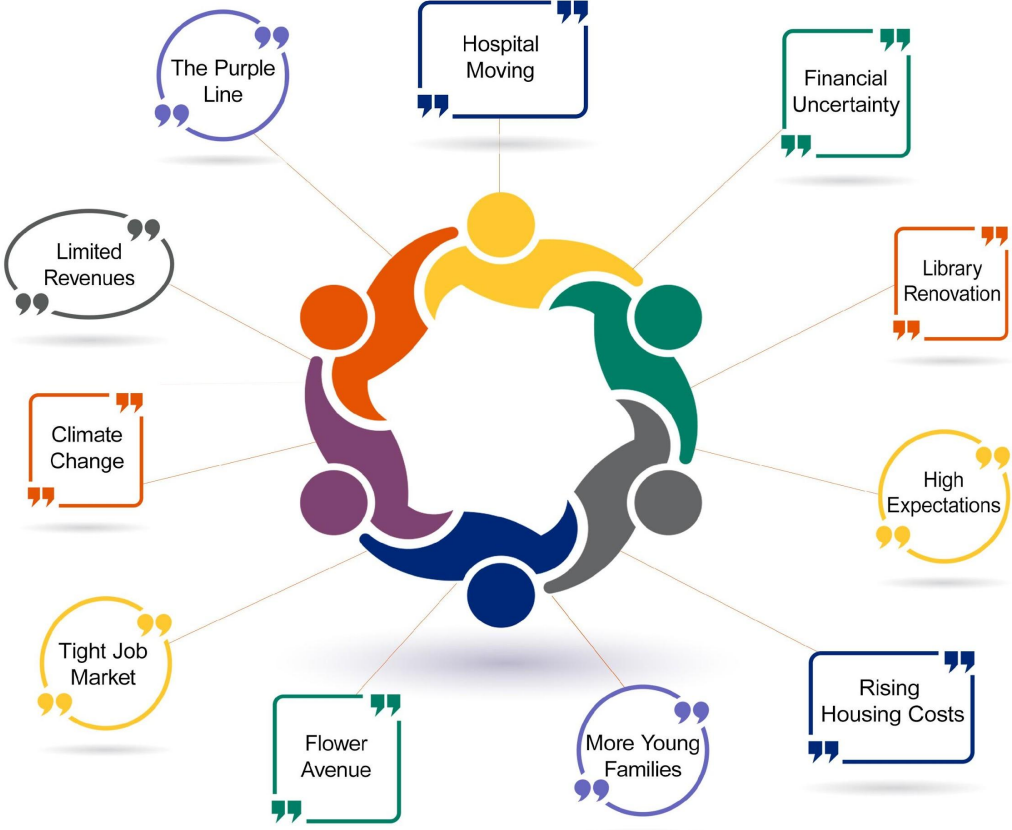 The Purple
Line
Hospital
Moving
Financial
Uncertainty
Limited
Revenues
Library
Renovation
Climate
Change
High
Expectations
Tight Job
Market
Flower
Avenue
More Young
Families
Rising
Housing Costs